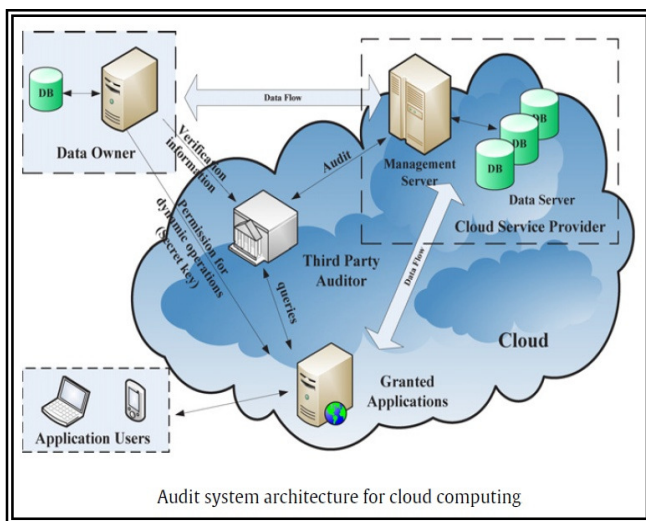 DB
Data Owner
Data Flow
Management
Server
DB
DB
DB
Data Server
Cloud Service Provider
Verification
information
Audit
Permission for
dynamic operations
(Secret key)
Third Party
Auditor
queries
Data Flow
Cloud
Granted
Applications
Application Users
Audit system architecture for cloud computing